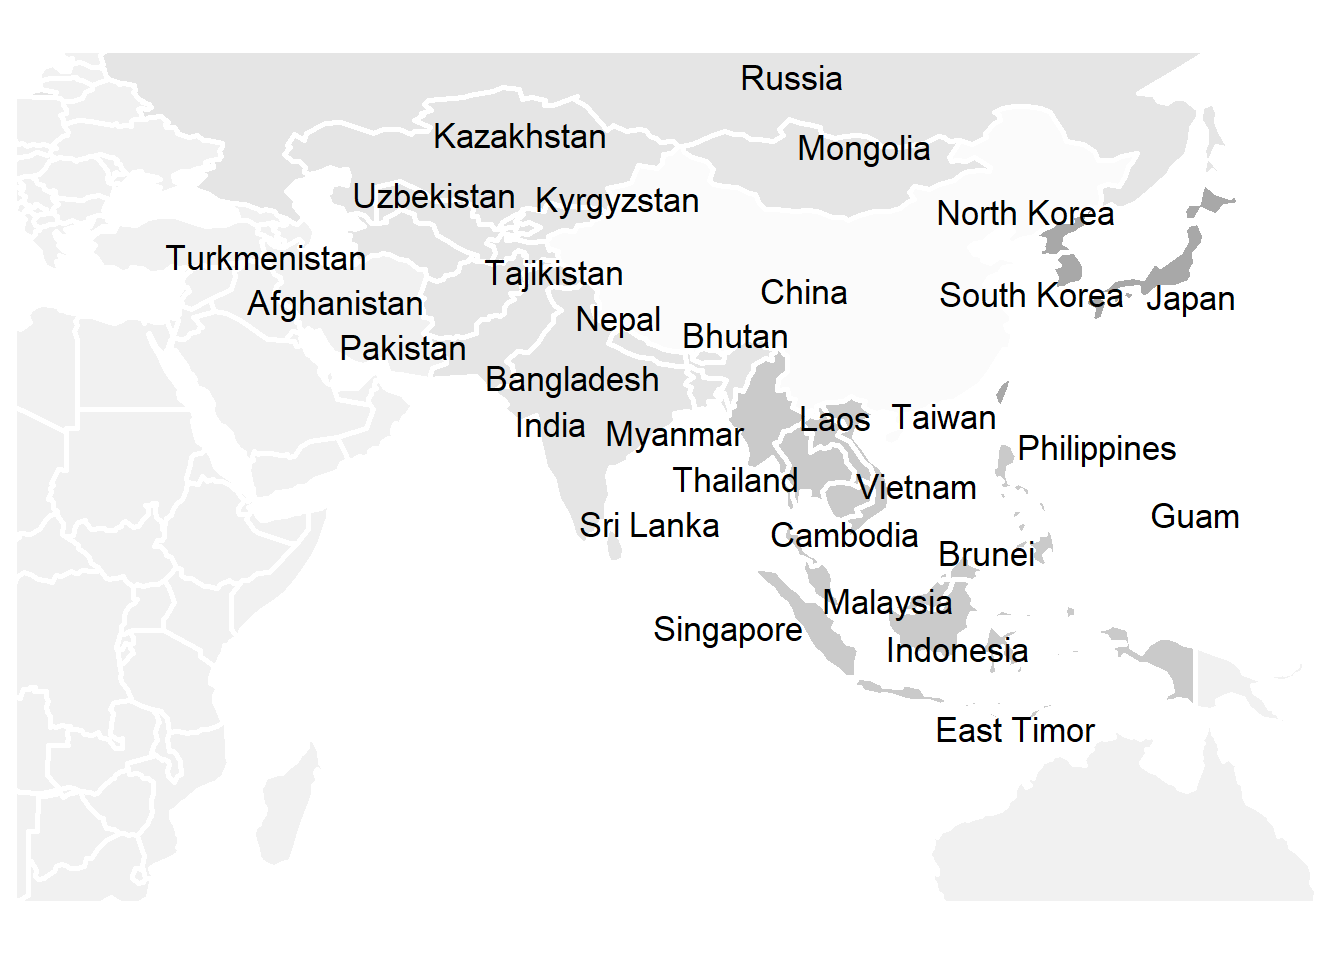 Russia
Kazakhstan
Mongolia
Uzbekistan
Kyrgyzstan
North Korea
Turkmenistan
Tajikistan
China
South Korea
Japan
Afghanistan
Nepal
Bhutan
Pakistan
Bangladesh
India
Myanmar
Laos
Taiwan
Philippines
Thailand
Vietnam
Guam
Sri Lanka
Cambodia
Brunei
Malaysia
Singapore
Indonesia
East Timor